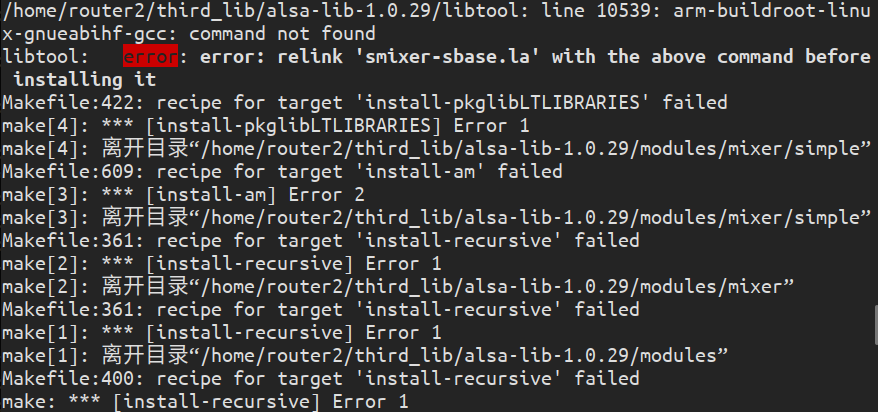 /home/router2/third_lib/alsa-lib-1.0.29/libtool: line 10539: arm-buildroot-linu
x-gnueabihf-gcc: command not found
libtool:   error: error: relink 'smixer-sbase.la' with the above command before
 installing it
Makefile:422: recipe for target 'install-pkglibLTLIBRARIES' failed
make[4]: *** [install-pkglibLTLIBRARIES] Error 1
make[4]: 离开目录“/home/router2/third_lib/alsa-lib-1.0.29/modules/mixer/simple”
Makefile:609: recipe for target 'install-am' failed
make[3]: *** [install-am] Error 2
make[3]: 离开目录“/home/router2/third_lib/alsa-lib-1.0.29/modules/mixer/simple”
Makefile:361: recipe for target 'install-recursive' failed
make[2]: *** [install-recursive] Error 1
make[2]: 离开目录“/home/router2/third_lib/alsa-lib-1.0.29/modules/mixer”
Makefile:361: recipe for target 'install-recursive' failed
make[1]: *** [install-recursive] Error 1
make[1]: 离开目录“/home/router2/third_lib/alsa-lib-1.0.29/modules”
Makefile:400: recipe for target 'install-recursive' failed
make: *** [install-recursive] Error 1